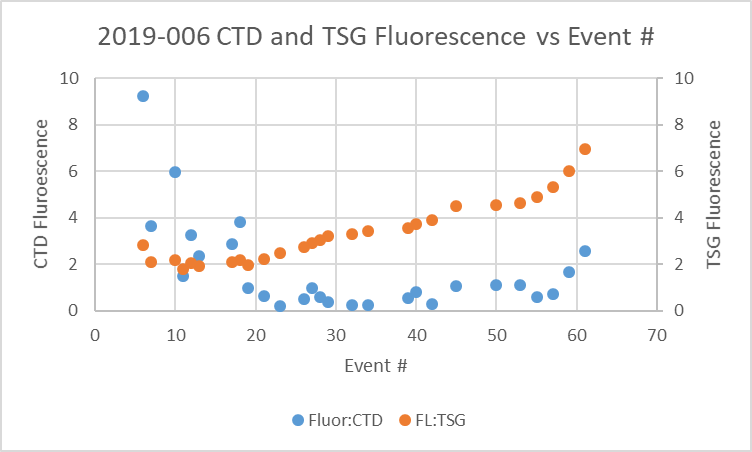 2019-006 CTD and TSG Fluorescence vs Event #
CTD Fluroescence
TSG Fluorescence
10
8
6
4
2
0
10
8
6
4
2
0
0 10 20 30 40 50 60 70
Event #
Fluor:CTD FL:TSG